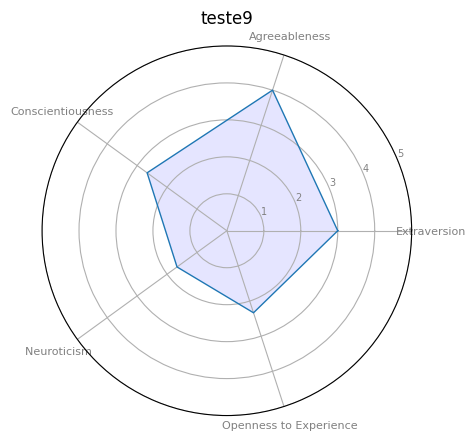 teste9
Agreeableness
Conscientiousness
5
4
3
2
1
Extraversion
Neuroticism
Openness to Experience